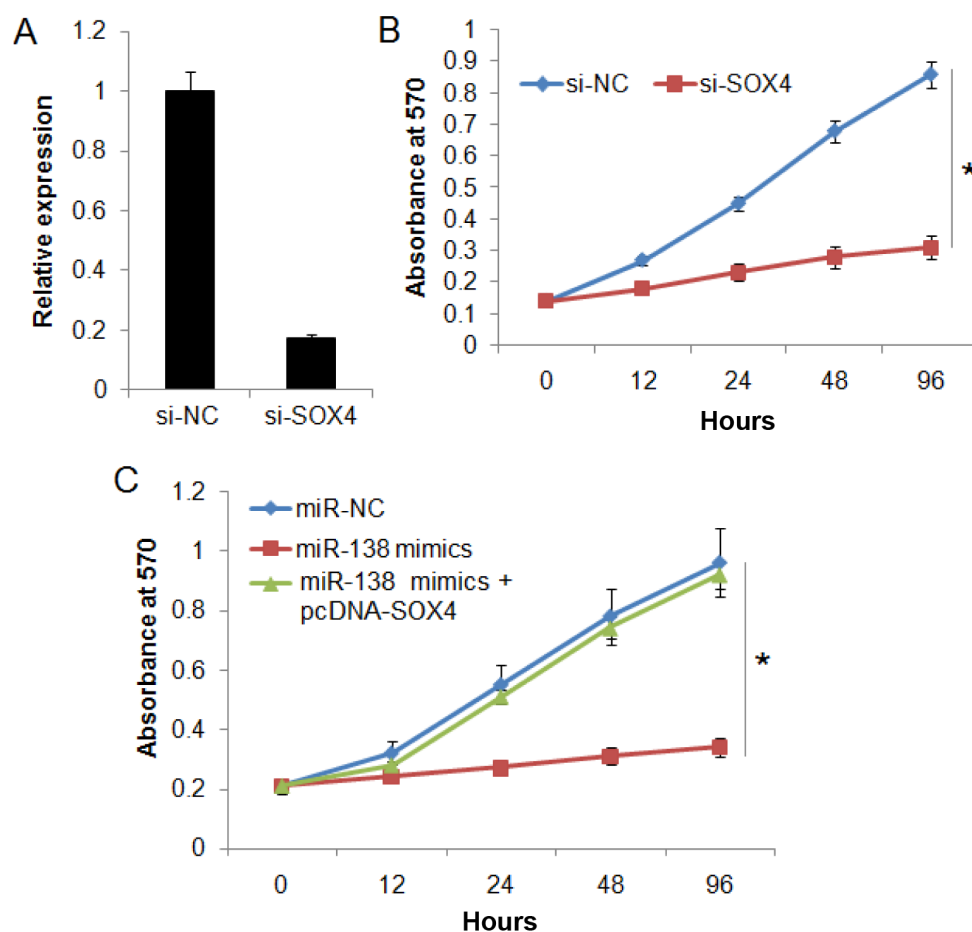 A
1.2
1
0.8
0.6
0.4
0.2
0
Relative expression
si-NC si-SOX4
B
1
0.9
0.8
0.7
0.6
0.5
0.4
0.3
0.2
0.1
0
Absorbance at 570
si-NC si-SOX4
*
0 12 24 48 96
Hours
C
1.2
1
0.8
0.6
0.4
0.2
0
Absorbance at 570
miR-NC
miR-138 mimics
miR-138 mimics +
pcDNA-SOX4
*
0 12 24 48 96
Hours